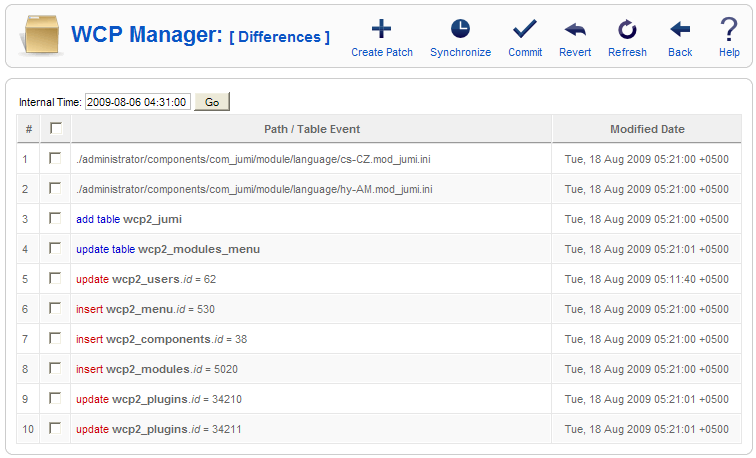 WCP Manager: [ Differences ]
Create Patch Synchronize Commit Revert Refresh Back Help
Internal Time: 2009-08-06 04:31:00 Go
# Path / Table Event Modified Date
1 ./administrator/components/com_jumi/module/language/cs-CZ.mod_jumi.ini Tue, 18 Aug 2009 05:21:00 +0500
2 ./administrator/components/com_jumi/module/language/hy-AM.mod_jumi.ini Tue, 18 Aug 2009 05:21:00 +0500
3 add table wcp2_jumi Tue, 18 Aug 2009 05:21:00 +0500
4 update table wcp2_modules_menu Tue, 18 Aug 2009 05:21:01 +0500
5 update wcp2_users.id = 62 Tue, 18 Aug 2009 05:11:40 +0500
6 insert wcp2_menu.id = 530 Tue, 18 Aug 2009 05:21:00 +0500
7 insert wcp2_components.id = 38 Tue, 18 Aug 2009 05:21:00 +0500
8 insert wcp2_modules.id = 5020 Tue, 18 Aug 2009 05:21:00 +0500
9 update wcp2_plugins.id = 34210 Tue, 18 Aug 2009 05:21:01 +0500
10 update wcp2_plugins.id = 34211 Tue, 18 Aug 2009 05:21:01 +0500